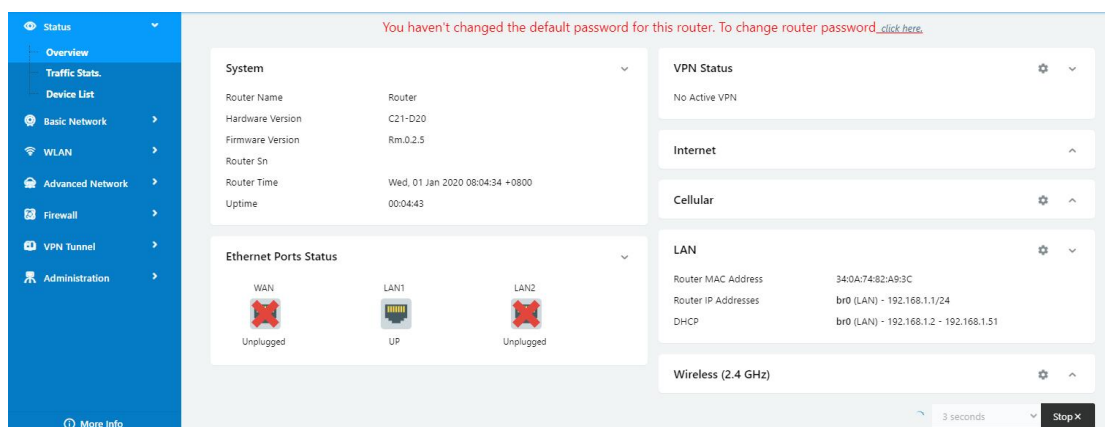 You haven't changed the default password for this router. To change router password click here.
Status
Overview
Traffic Stats.
Device List
Basic Network
WLAN
Advanced Network
Firewall
VPN Tunnel
Administration
More Info
System
Router Name Router
Hardware Version C21-D20
Firmware Version Rm.0.2.5
Router Sn
Router Time Wed, 01 Jan 2020 08:04:34 +0800
Uptime 00:04:43
Ethernet Ports Status
WAN LAN1 LAN2
Unplugged UP Unplugged
VPN Status
No Active VPN
Internet
Cellular
LAN
Router MAC Address 34:0A:74:82:A9:3C
Router IP Addresses br0 (LAN) - 192.168.1.1/24
DHCP br0 (LAN) - 192.168.1.2 - 192.168.1.51
Wireless (2.4 GHz)
3 seconds Stop ×